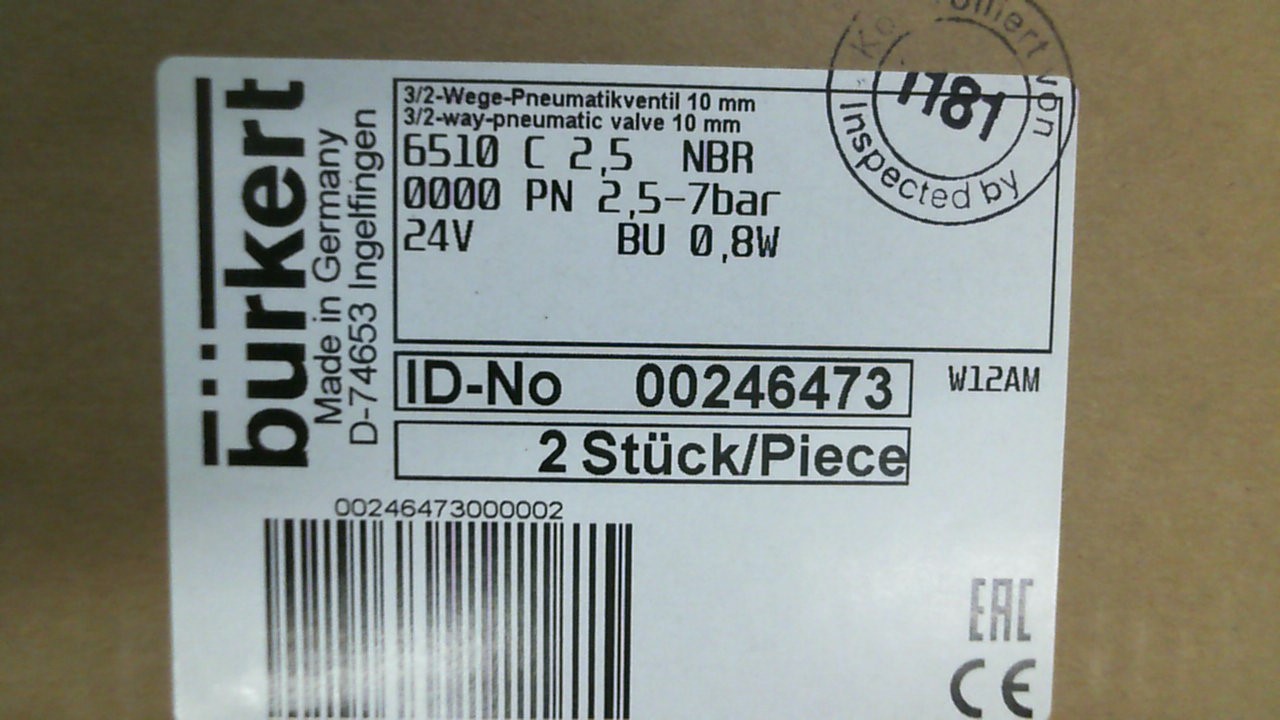 bürkert
Made in Germany
D-74653 Ingelfingen
3/2-Wege-Pneumatikventil 10 mm
3/2-way-pneumatic valve 10 mm
6510 C 2,5 NBR
0000 PN 2,5-7bar
24V BU 0,8W
Kontrolliert von
1181
Inspected by
ID-No 00246473
W12AM
2 Stück/Piece
00246473000002
EAC
CE